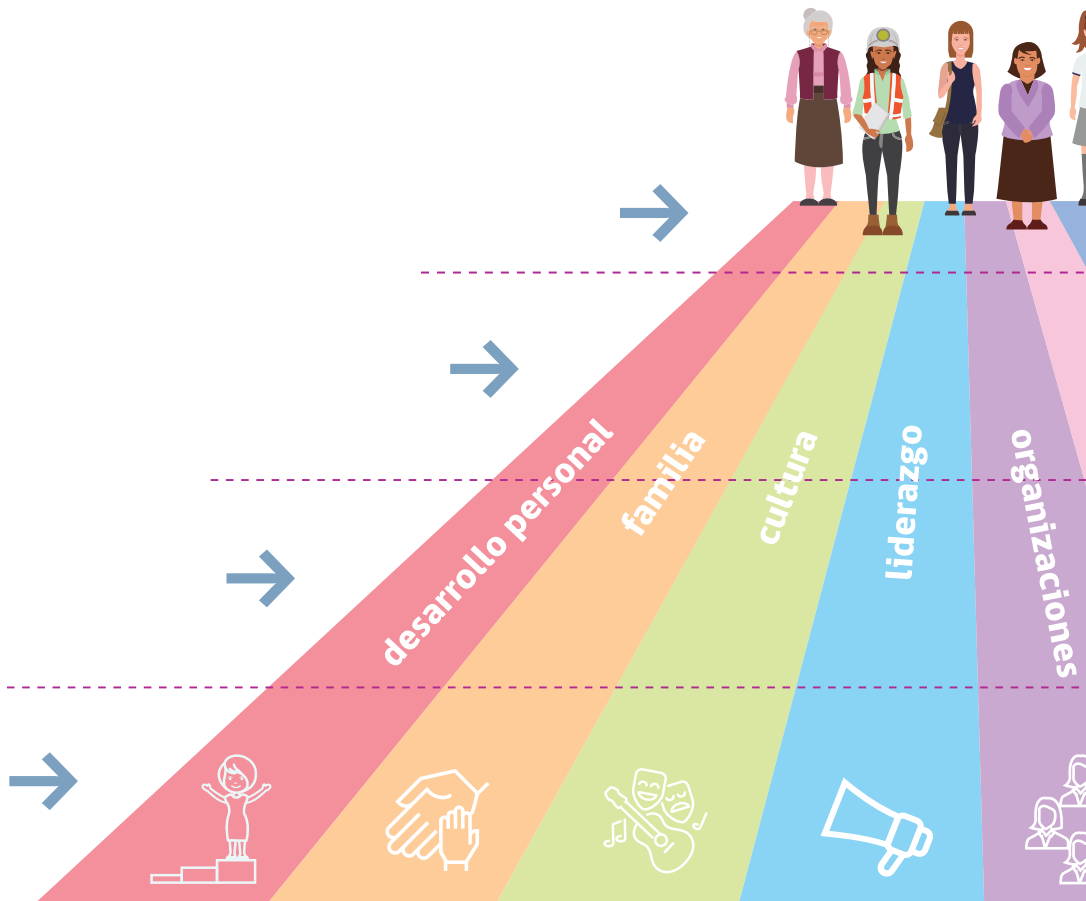 desarrollo personal
familia
cultura
liderazgo
organizaciones